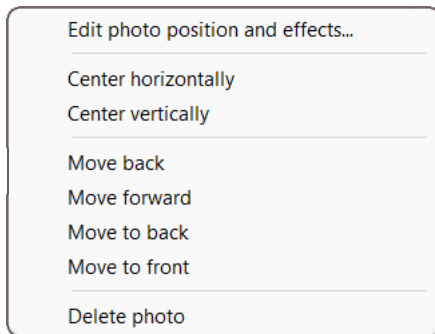 Edit photo position and effects...
Center horizontally
Center vertically
Move back
Move forward
Move to back
Move to front
Delete photo